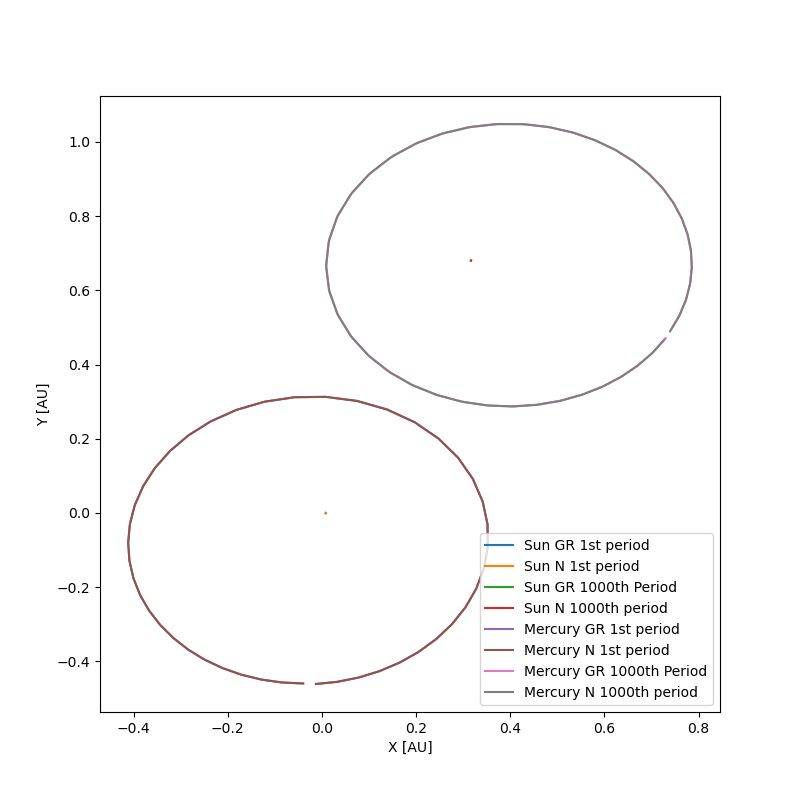 1.0
0.8
0.6
0.4
0.2
0.0
−0.2
−0.4
Y [AU]
Sun GR 1st period
Sun N 1st period
Sun GR 1000th Period
Sun N 1000th period
Mercury GR 1st period
Mercury N 1st period
Mercury GR 1000th Period
Mercury N 1000th period
−0.4 −0.2 0.0 0.2 0.4 0.6 0.8
X [AU]